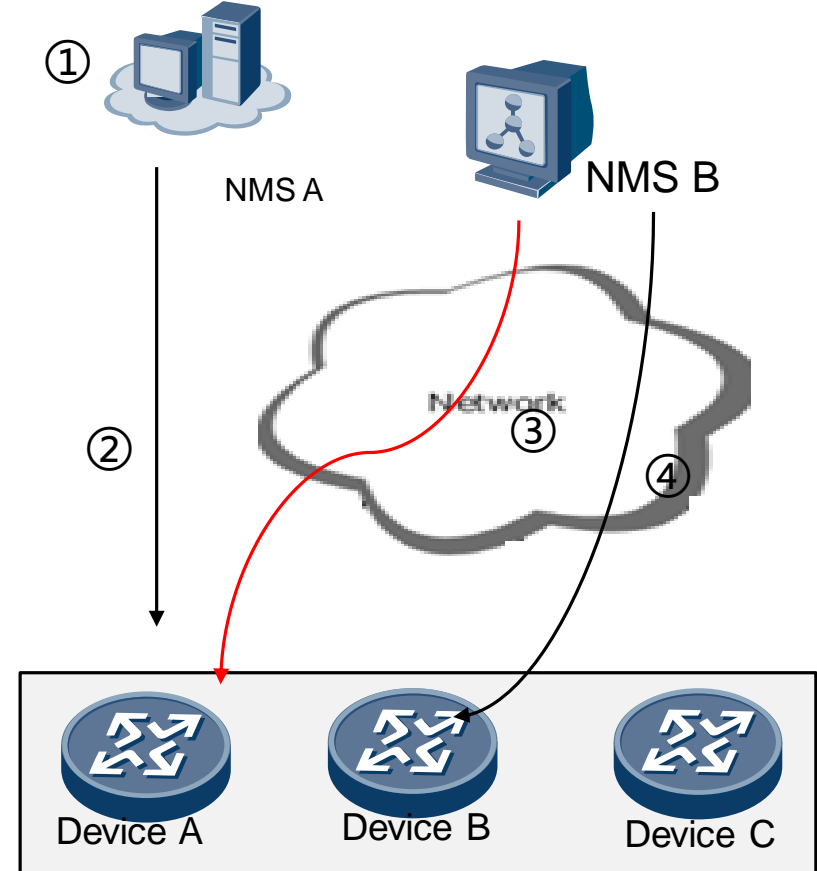 ①
NMS A
NMS B
Network
③
②
④
Device A
Device B
Device C